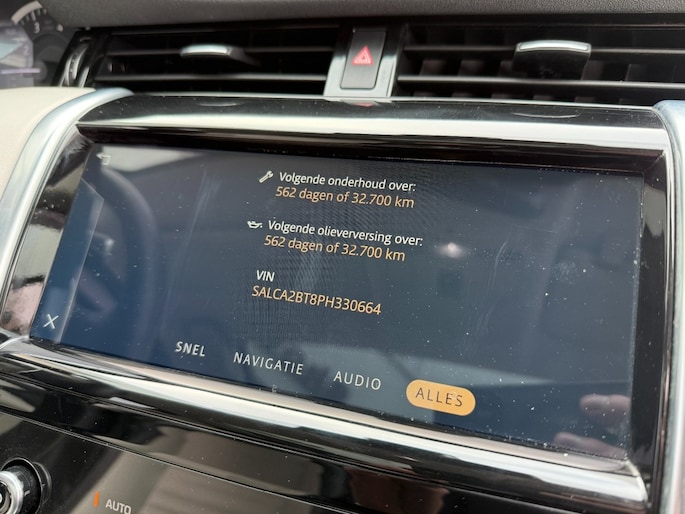 Volgende onderhoud over:
562 dagen of 32.700 km
Volgende olieverversing over:
562 dagen of 32.700 km
VIN
SALCA2BT8PH330664
X
SNEL
NAVIGATIE
AUDIO
ALLES
AUTO